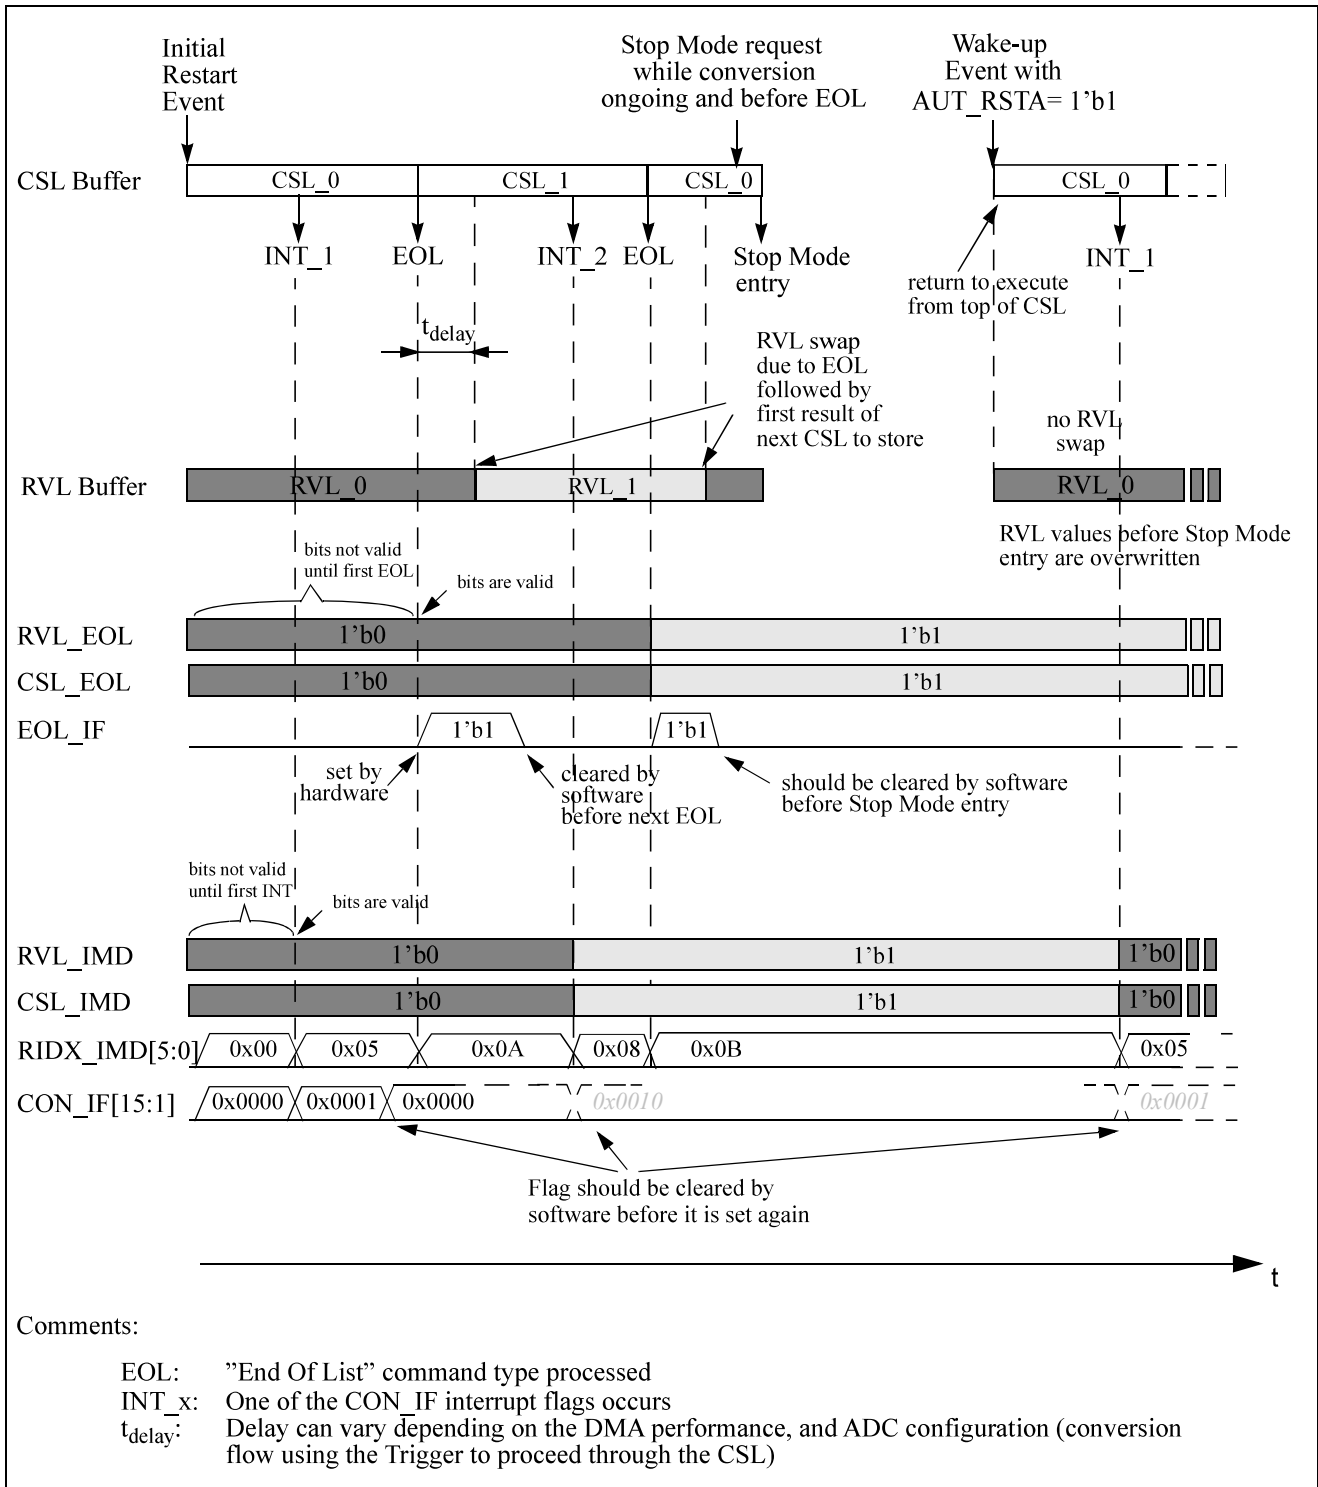 Initial
Restart
Event
Stop Mode request
while conversion
ongoing and before EOL
Wake-up
Event with
AUT_RSTA= 1’b1
CSL Buffer
CSL_0
CSL_1
CSL_0
CSL_0
INT_1
EOL
INT_2
EOL
Stop Mode
entry
INT_1
return to execute
from top of CSL
tdelay
RVL swap
due to EOL
followed by
first result of
next CSL to store
no RVL
swap
RVL Buffer
RVL_0
RVL_1
RVL_0
RVL values before Stop Mode
entry are overwritten
bits not valid
until first EOL
bits are valid
RVL_EOL
1’b0
1’b1
CSL_EOL
1’b0
1’b1
EOL_IF
1’b1
1’b1
set by
hardware
cleared by
software
before next EOL
should be cleared by software
before Stop Mode entry
bits not valid
until first INT
bits are valid
RVL_IMD
1’b0
1’b1
1’b0
CSL_IMD
1’b0
1’b1
1’b0
RIDX_IMD[5:0]
0x00
0x05
0x0A
0x08
0x0B
0x05
CON_IF[15:1]
0x0000
0x0001
0x0000
0x0010
0x0001
Flag should be cleared by
software before it is set again
t
Comments:
EOL: ”End Of List” command type processed
INT_x: One of the CON_IF interrupt flags occurs
tdelay: Delay can vary depending on the DMA performance, and ADC configuration (conversion
flow using the Trigger to proceed through the CSL)